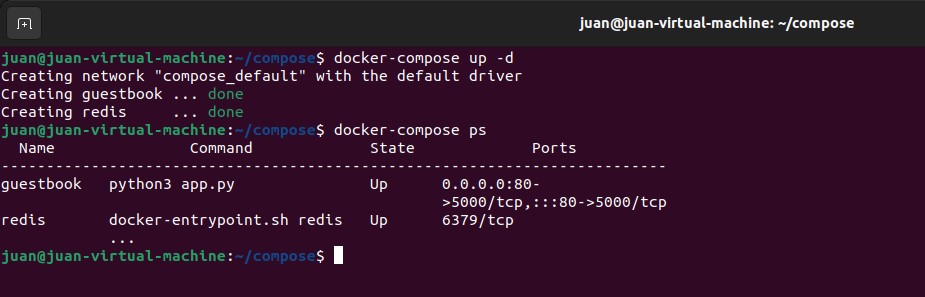 juan@juan-virtual-machine: ~/compose
juan@juan-virtual-machine:~/compose$ docker-compose up -d
Creating network "compose_default" with the default driver
Creating guestbook ... done
Creating redis     ... done
juan@juan-virtual-machine:~/compose$ docker-compose ps
  Name                 Command              State              Ports
-------------------------------------------------------------------------------
guestbook   python3 app.py                  Up      0.0.0.0:80-
                                                    >5000/tcp,:::80->5000/tcp
redis       docker-entrypoint.sh redis      Up      6379/tcp
            ...
juan@juan-virtual-machine:~/compose$